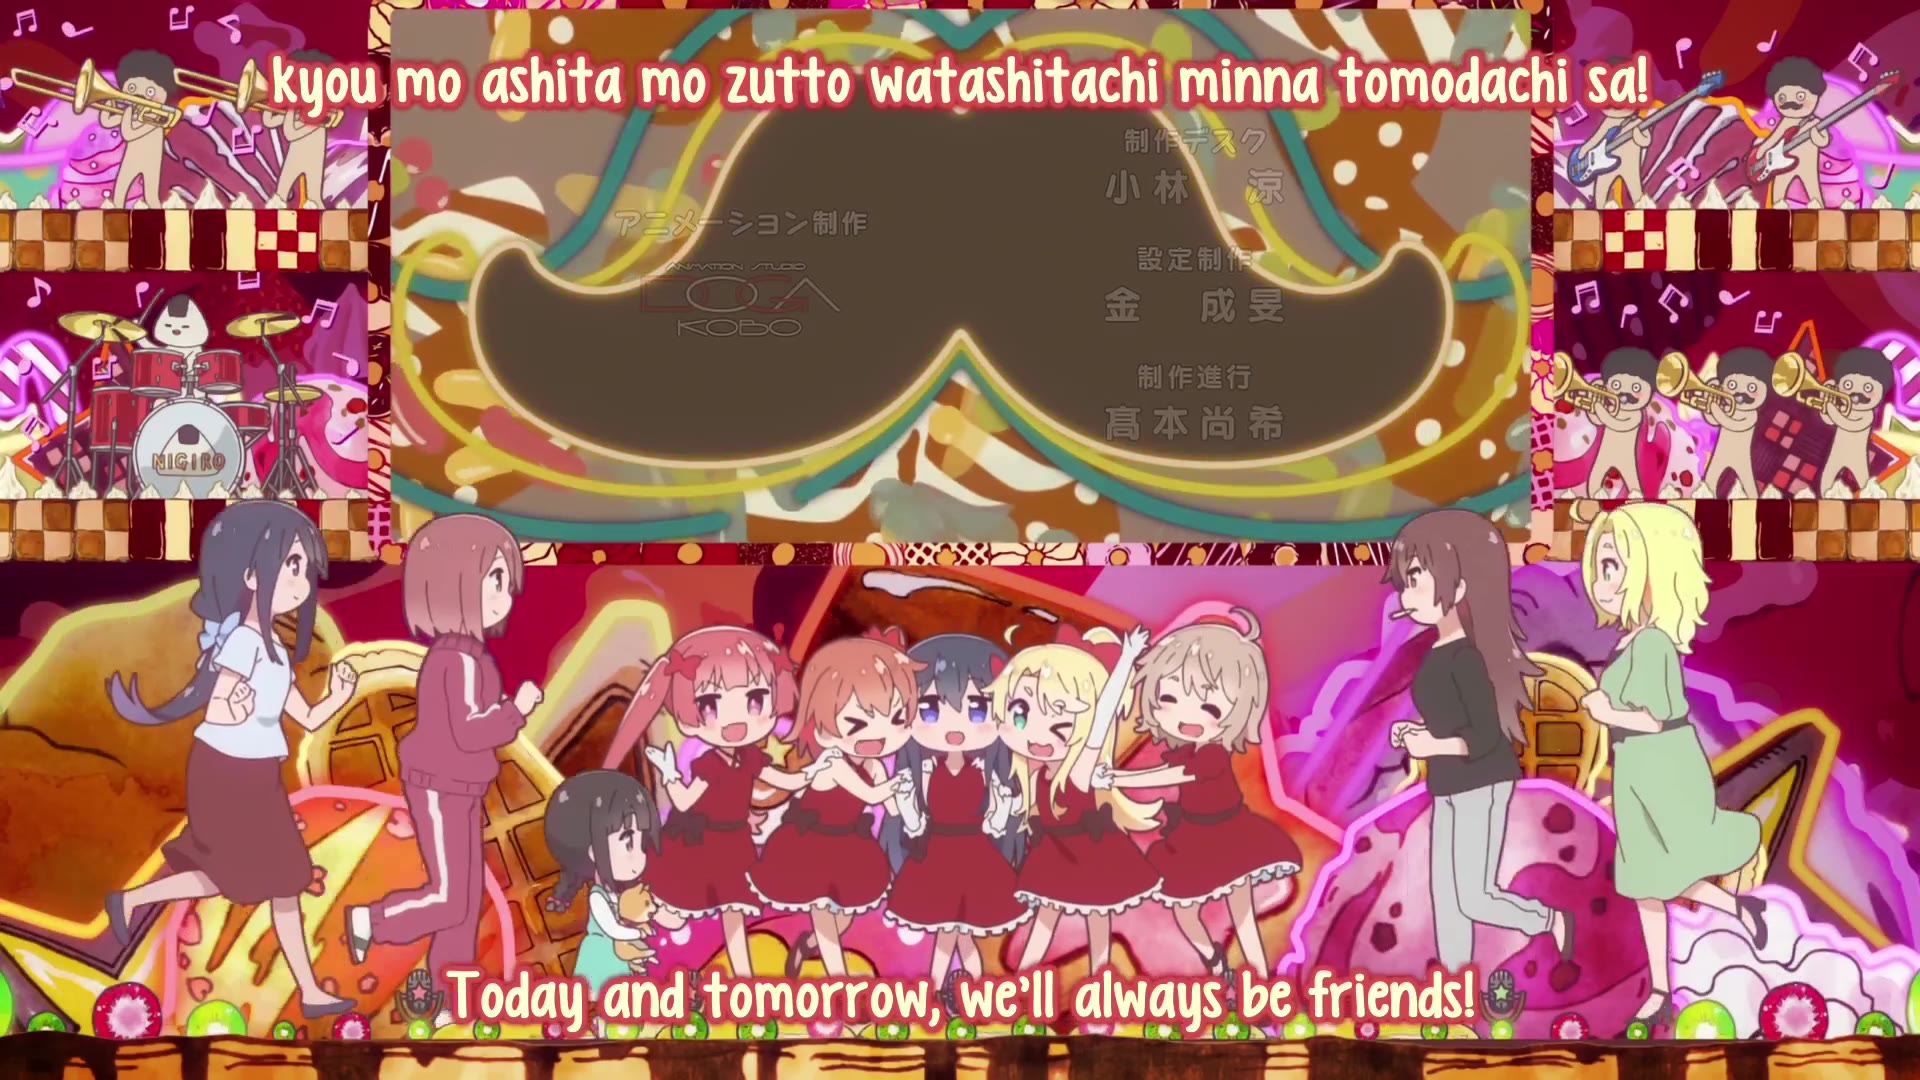 kyou mo ashita mo zutto watashitachi minna tomodachi sa!
アニメーション制作
ANIMATION STUDIO
DOGA
KOBO
制作デスク
小林 涼
設定制作
金 成旻
制作進行
髙本尚希
NIGIRO
Today and tomorrow, we'll always be friends!